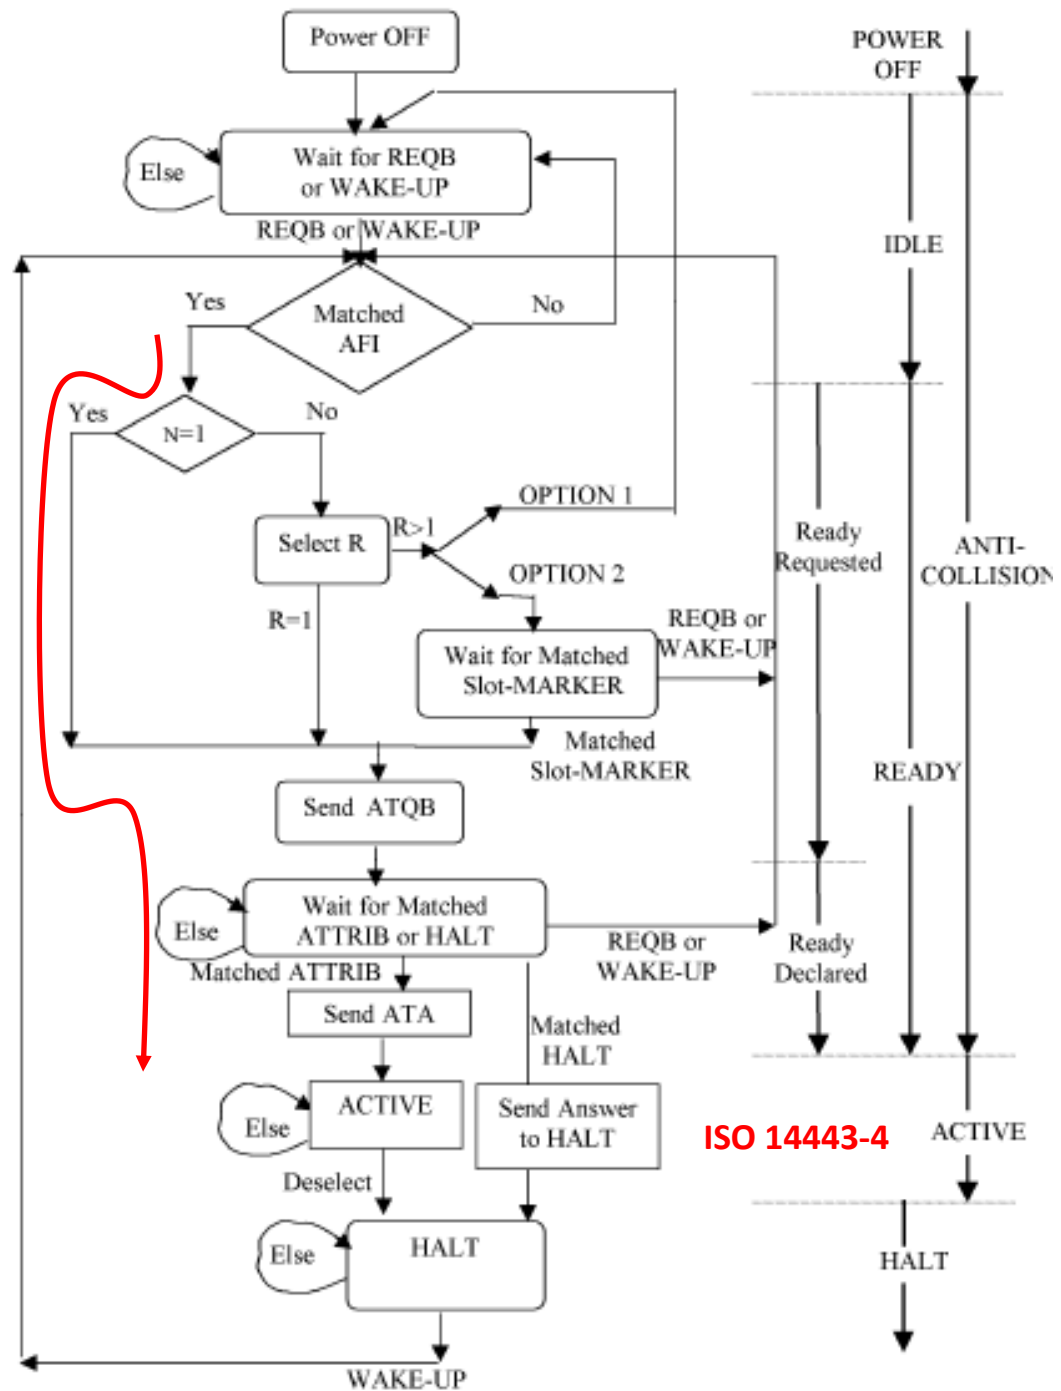 Power OFF
POWER
OFF
Wait for REQB
or WAKE-UP
Else
REQB or WAKE-UP
IDLE
Yes
Matched
AFI
No
Yes
N=1
No
OPTION 1
Select R
R>1
Ready
Requested
ANTI-
COLLISION
OPTION 2
R=1
REQB or
WAKE-UP
Wait for Matched
Slot-MARKER
Matched
Slot-MARKER
READY
Send ATQB
Wait for Matched
ATTRIB or HALT
Else
REQB or
WAKE-UP
Ready
Declared
Matched ATTRIB
Send ATA
Matched
HALT
ACTIVE
Else
Send Answer
to HALT
ISO 14443-4
ACTIVE
Deselect
HALT
Else
HALT
WAKE-UP